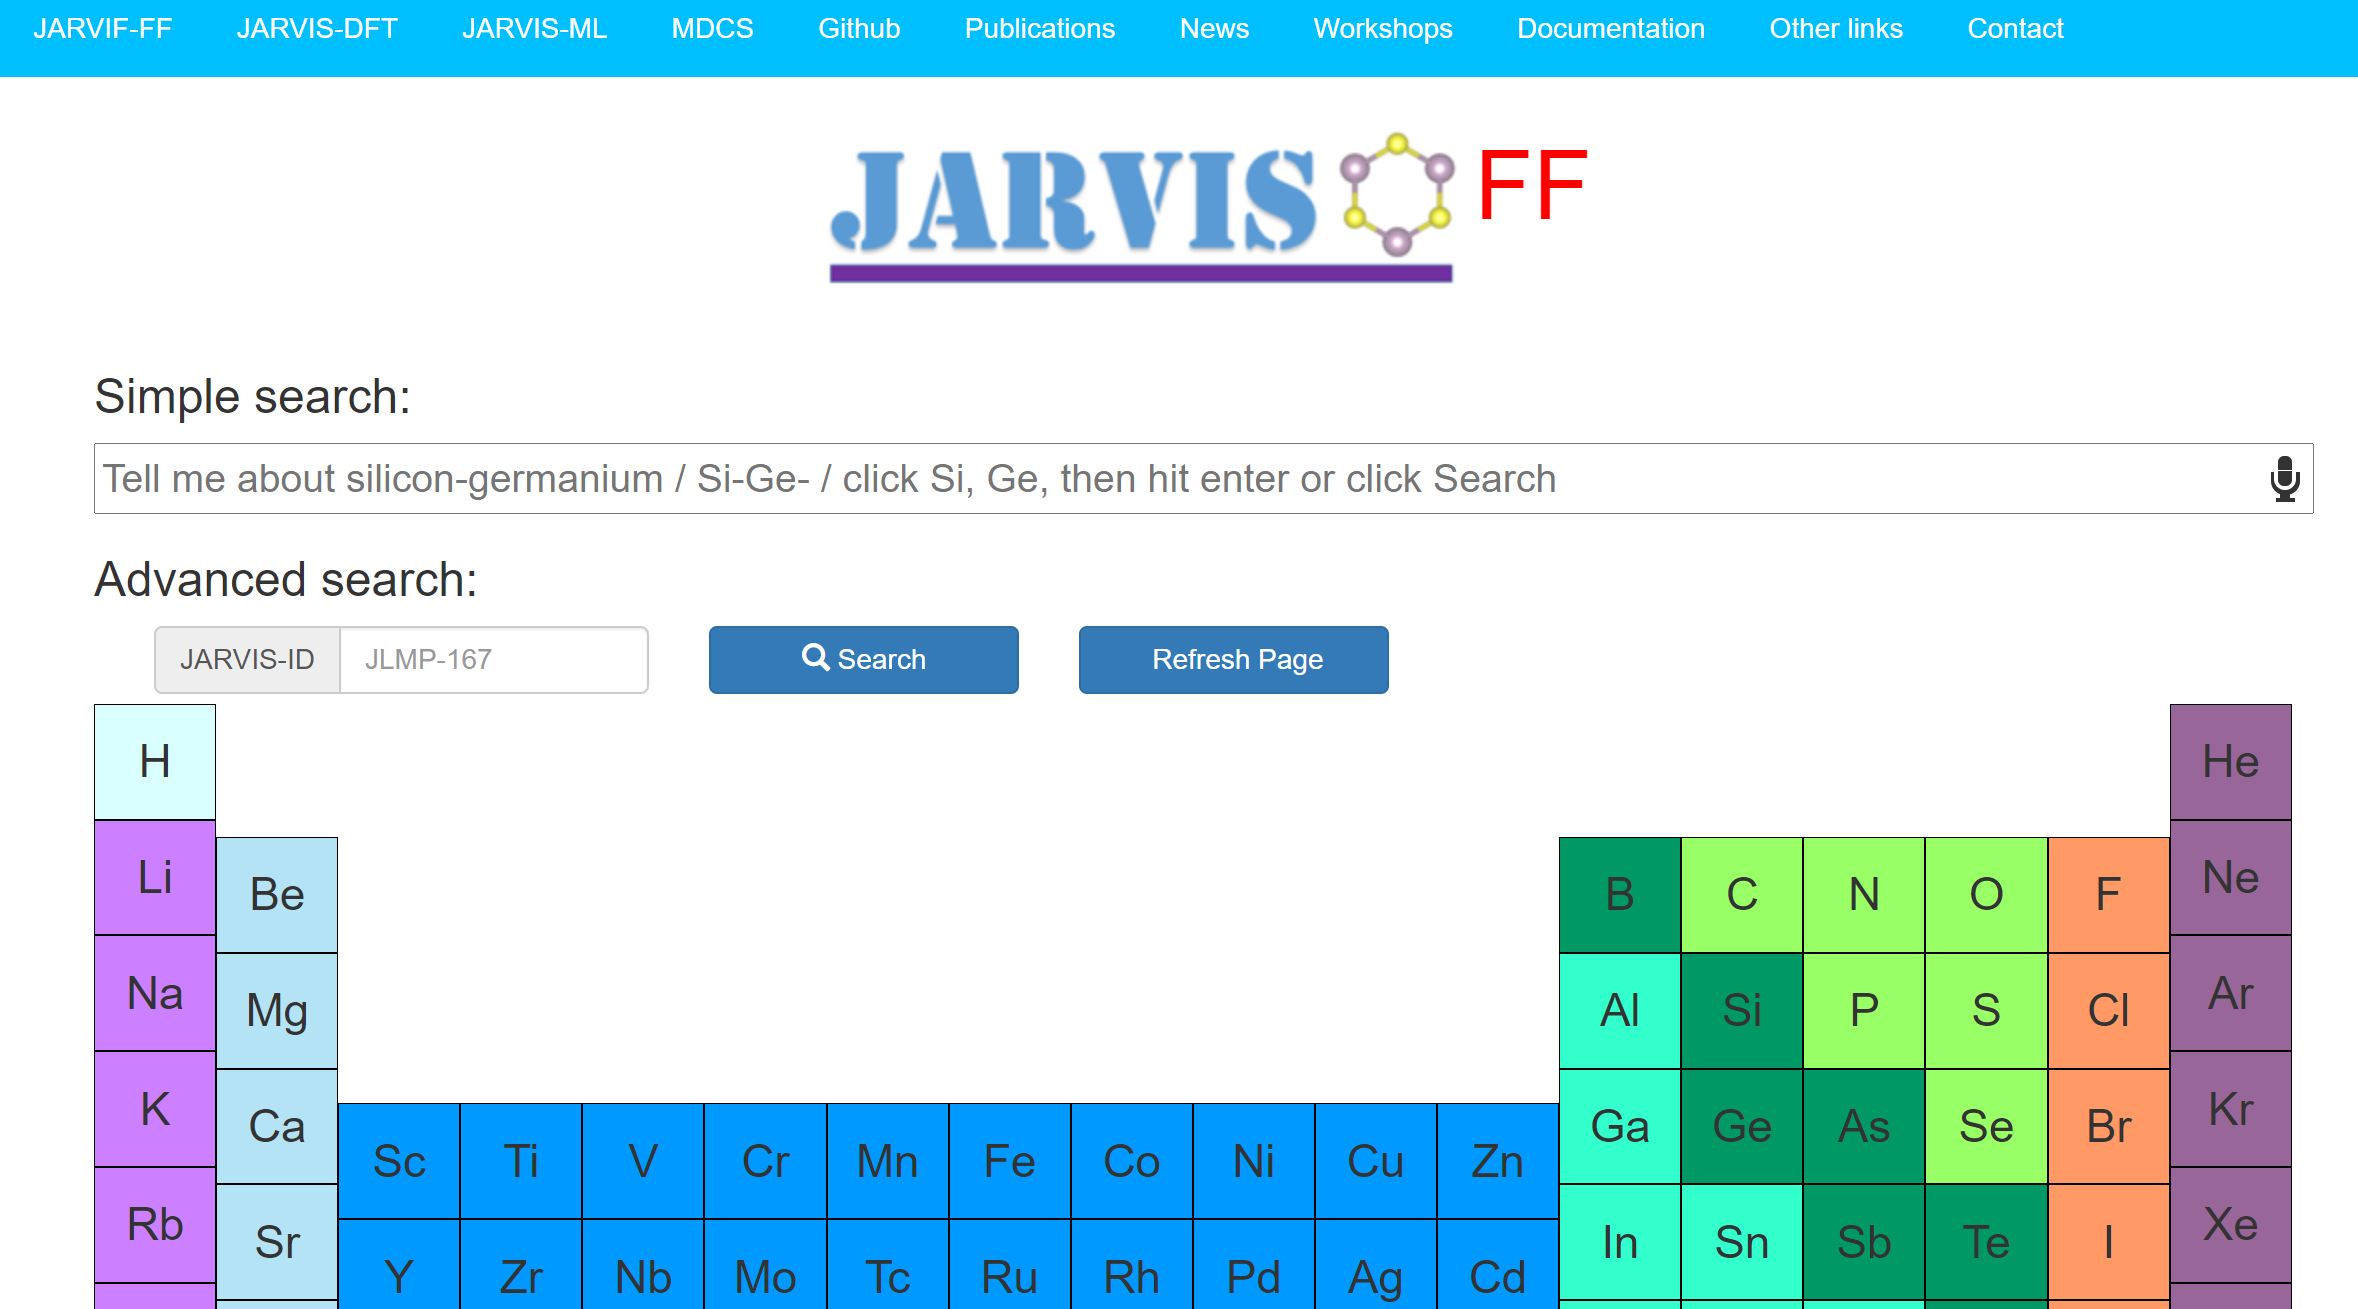 JARVIF-FF JARVIS-DFT JARVIS-ML MDCS Github Publications News Workshops Documentation Other links Contact
JARVIS FF
Simple search:
Tell me about silicon-germanium / Si-Ge- / click Si, Ge, then hit enter or click Search
Advanced search:
JARVIS-ID JLMP-167 Search Refresh Page
H He
Li Be B C N O F Ne
Na Mg Al Si P S Cl Ar
K Ca Sc Ti V Cr Mn Fe Co Ni Cu Zn Ga Ge As Se Br Kr
Rb Sr Y Zr Nb Mo Tc Ru Rh Pd Ag Cd In Sn Sb Te I Xe